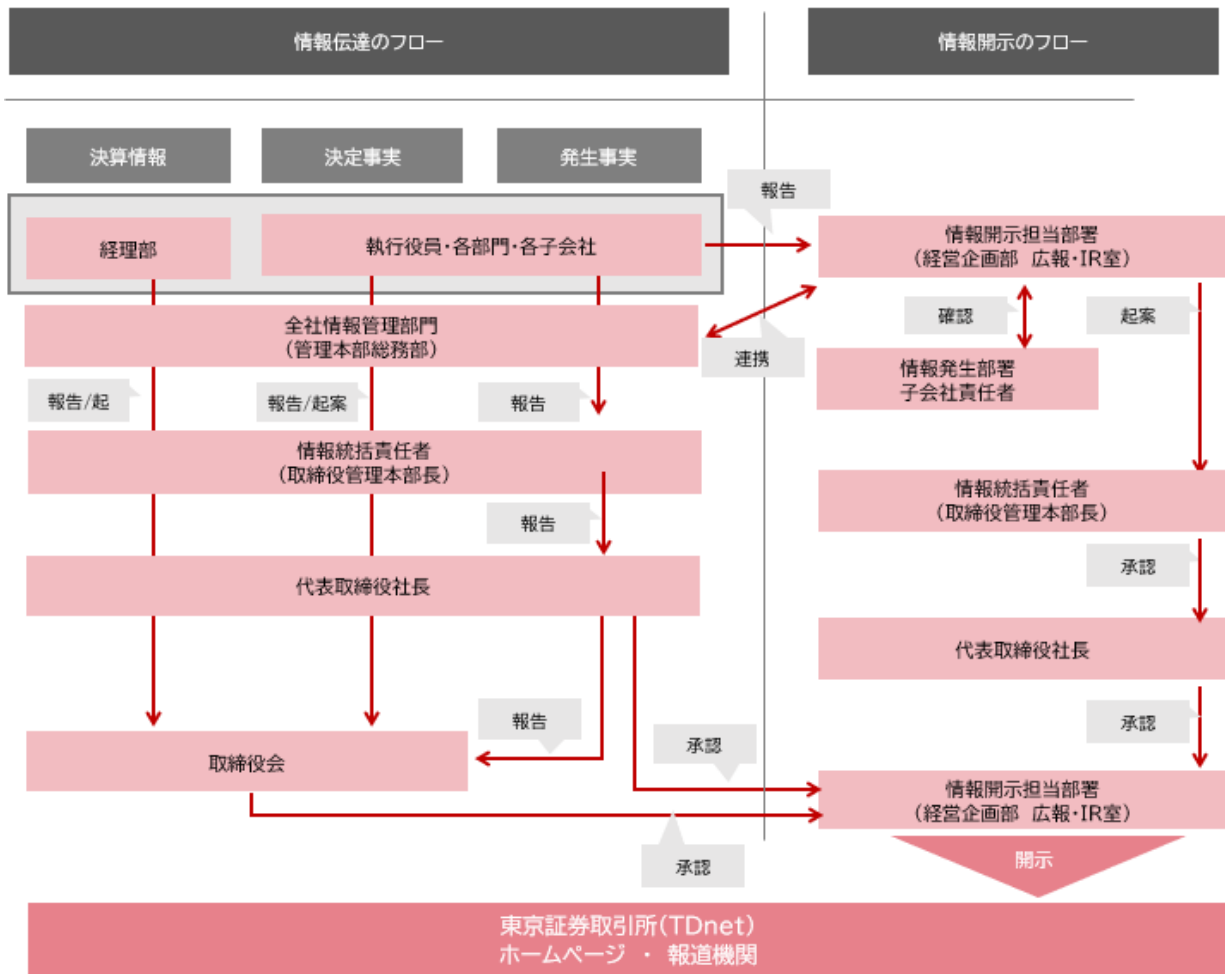 情報伝達のフロー
情報開示のフロー
決算情報
決定事実
発生事実
報告
経理部
執行役員・各部門・各子会社
情報開示担当部署
(経営企画部 広報・IR室)
全社情報管理部門
(管理本部総務部)
連携
確認
起案
情報発生部署
子会社責任者
報告/起
報告/起案
報告
情報統括責任者
(取締役管理本部長)
情報統括責任者
(取締役管理本部長)
報告
承認
代表取締役社長
代表取締役社長
報告
承認
承認
取締役会
情報開示担当部署
(経営企画部 広報・IR室)
承認
開示
東京証券取引所(TDnet)
ホームページ ・ 報道機関